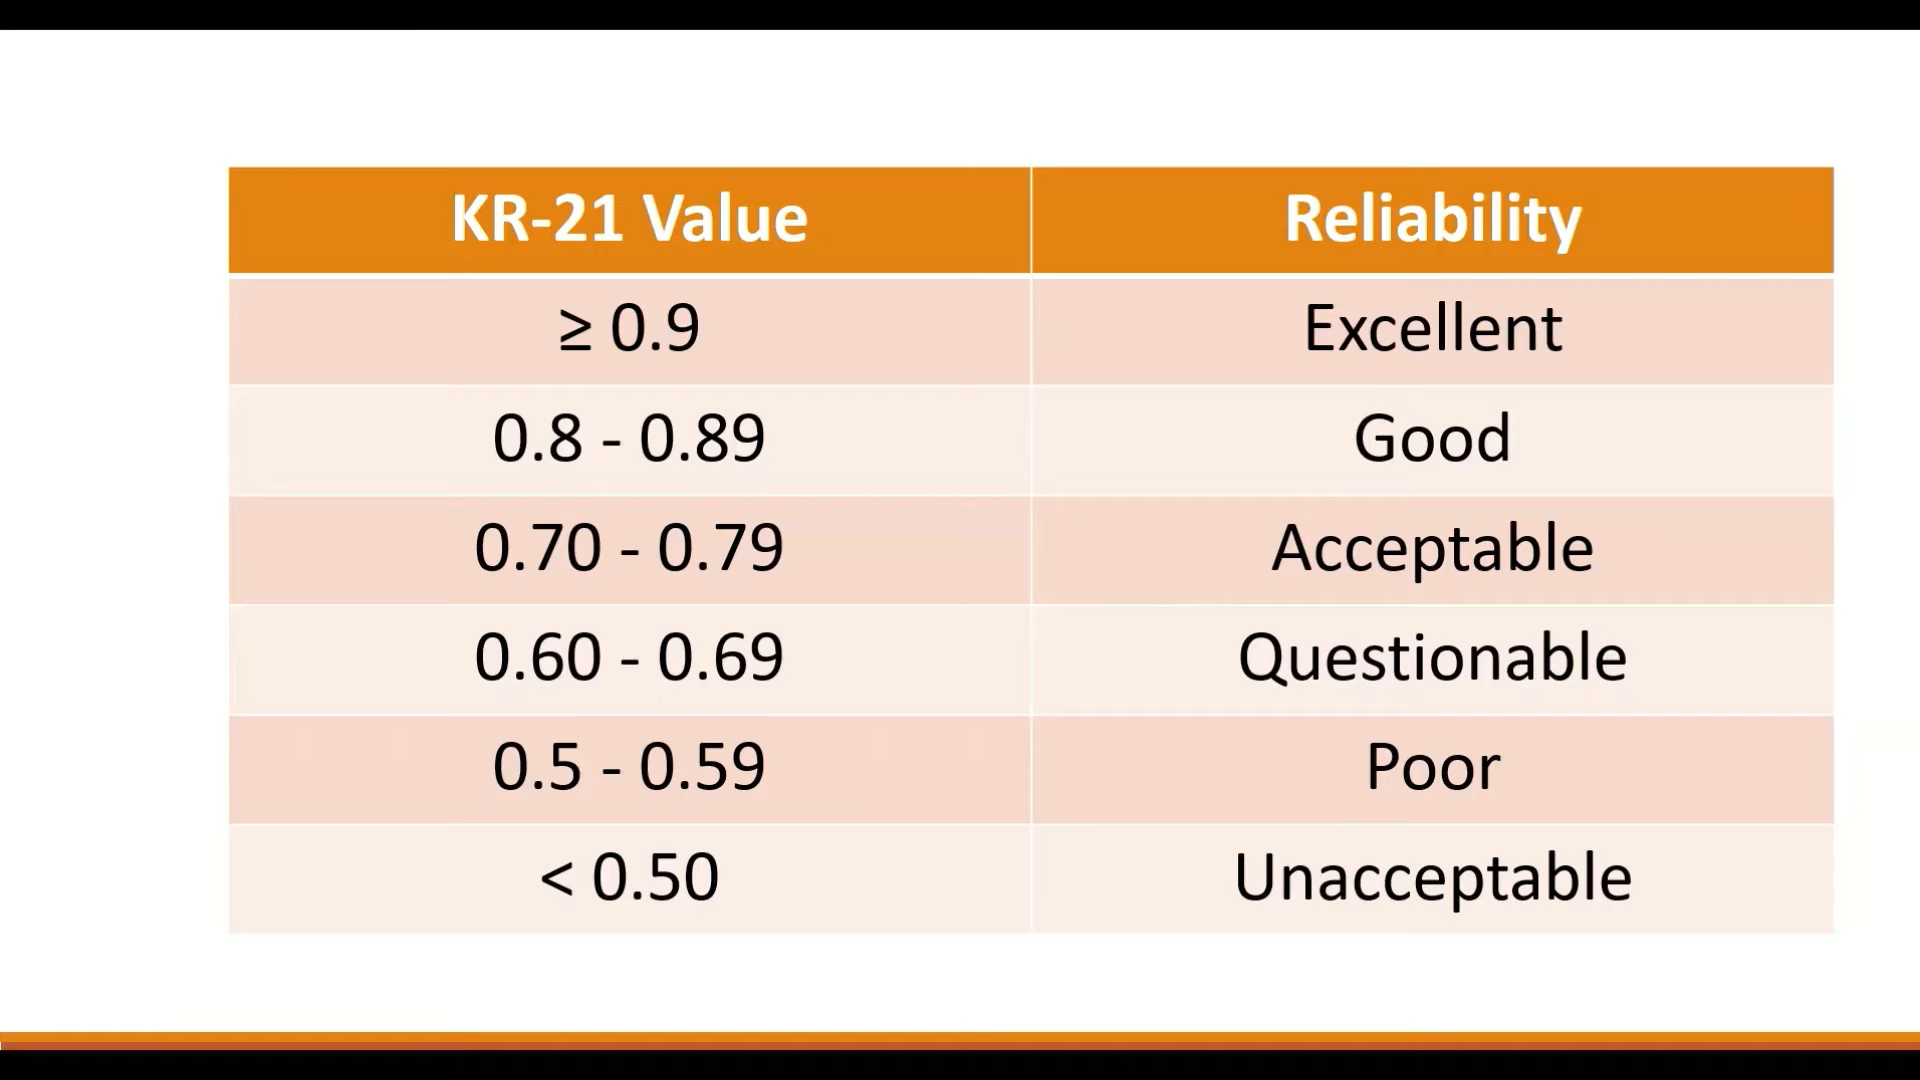 KR-21 Value Reliability
≥ 0.9 Excellent
0.8 - 0.89 Good
0.70 - 0.79 Acceptable
0.60 - 0.69 Questionable
0.5 - 0.59 Poor
< 0.50 Unacceptable